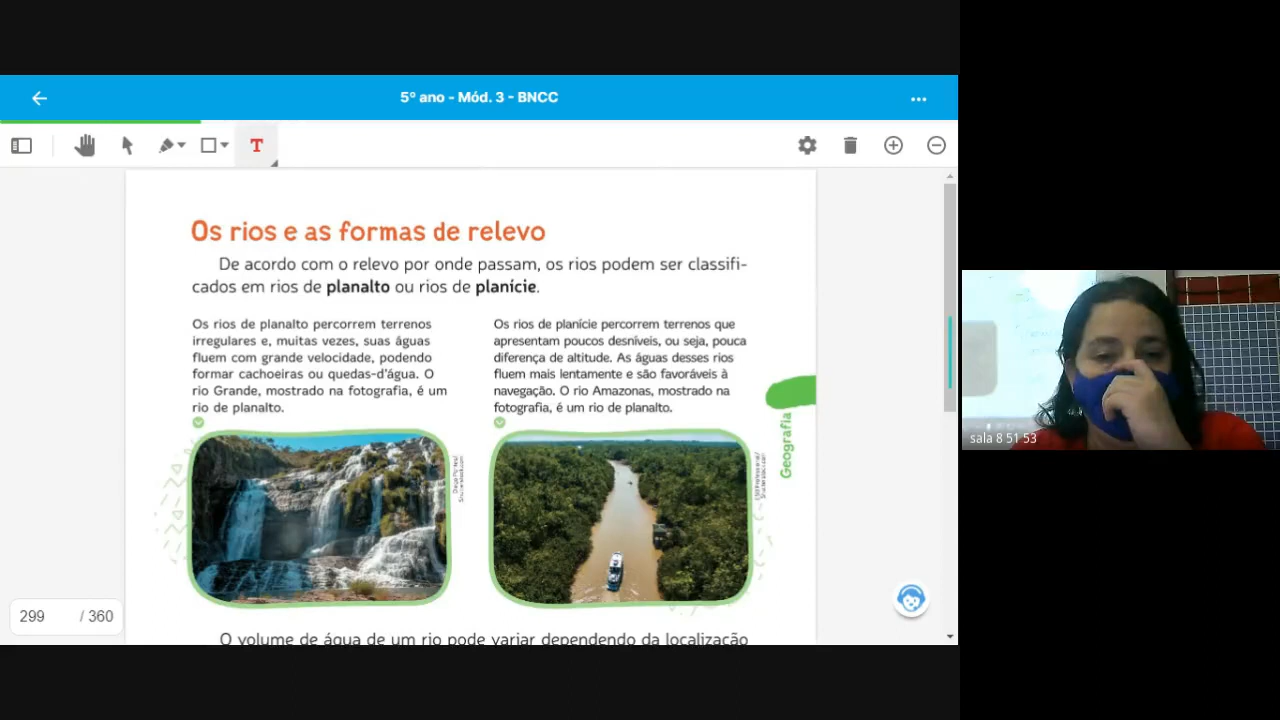 5º ano - Mód. 3 - BNCC
T
Os rios e as formas de relevo
De acordo com o relevo por onde passam, os rios podem ser classifi-
cados em rios de planalto ou rios de planície.
Os rios de planalto percorrem terrenos
irregulares e, muitas vezes, suas águas
fluem com grande velocidade, podendo
formar cachoeiras ou quedas-d'água. O
rio Grande, mostrado na fotografia, é um
rio de planalto.
Os rios de planície percorrem terrenos que
apresentam poucos desníveis, ou seja, pouca
diferença de altitude. As águas desses rios
fluem mais lentamente e são favoráveis à
navegação. O rio Amazonas, mostrado na
fotografia, é um rio de planalto.
Geografia
Shutterstock.com
Shutterstock.com
O volume de água de um rio pode variar dependendo da localização
299 / 360
sala 8 51 53